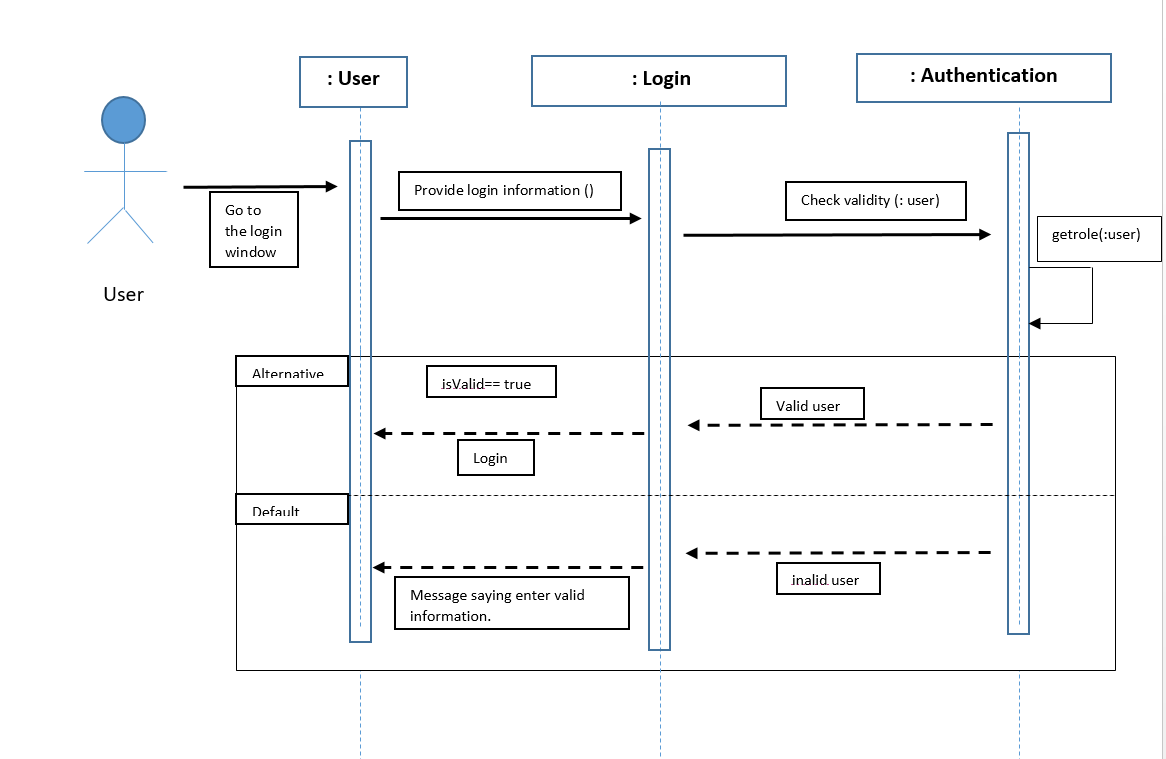 : User
: Login
: Authentication
Go to
the login
window
Provide login information ()
Check validity (: user)
getrole(:user)
User
Alternative
isValid== true
Valid user
Login
Default
inalid user
Message saying enter valid
information.